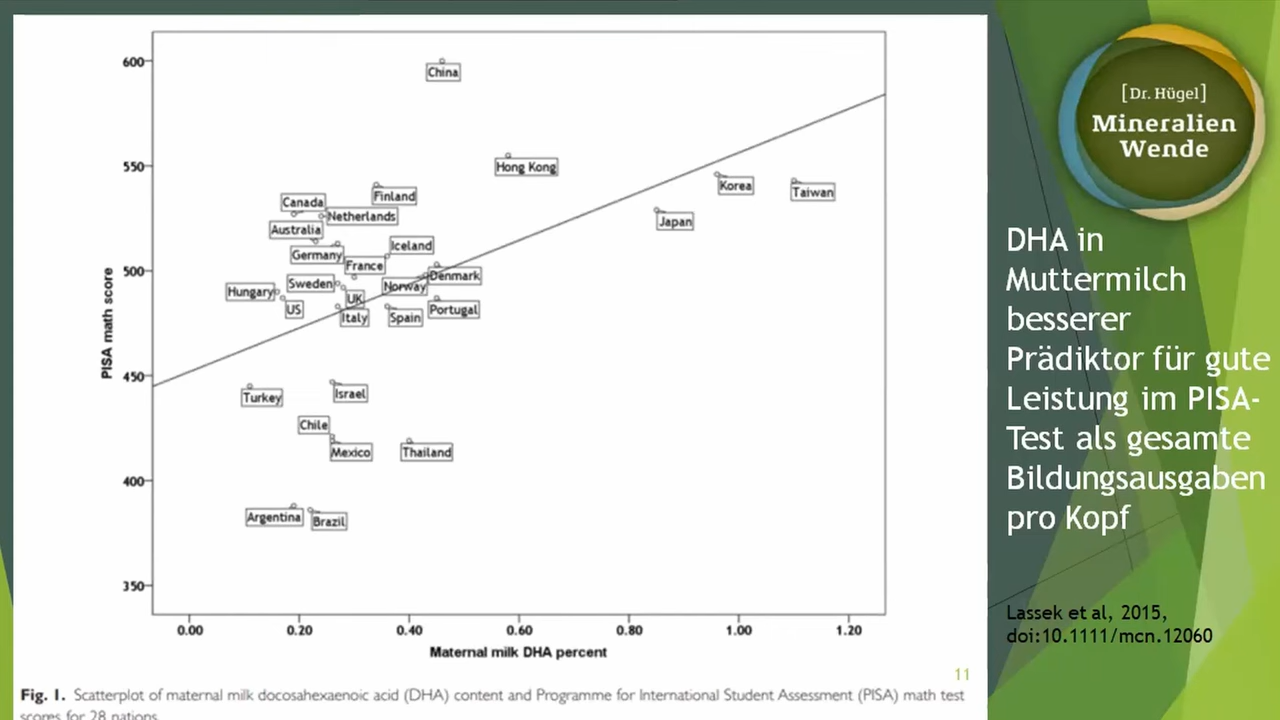 600
China
550
Hong Kong
Korea
Taiwan
Finland
Canada
Netherlands
Japan
Australia
Iceland
Germany
France
500
Denmark
Sweden
Norway
Hungary
UK
US
Portugal
Italy
Spain
PISA math score
450
Israel
Turkey
Chile
Mexico
Thailand
400
Argentina
Brazil
350
0.00 0.20 0.40 0.60 0.80 1.00 1.20
Maternal milk DHA percent
11
Fig. 1. Scatterplot of maternal milk docosahexaenoic acid (DHA) content and Programme for International Student Assessment (PISA) math test
scores for 28 nations.
[Dr. Hügel]
Mineralien
Wende
DHA in
Muttermilch
besserer
Prädiktor für gute
Leistung im PISA-
Test als gesamte
Bildungsausgaben
pro Kopf
Lassek et al, 2015,
doi:10.1111/mcn.12060